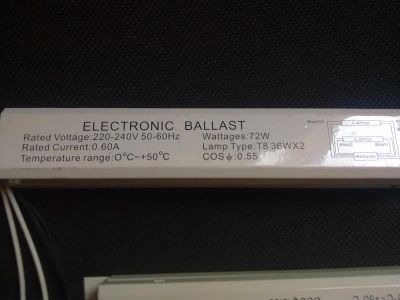 ELECTRONIC BALLAST
Rated Voltage:220-240V 50-60Hz Wattages:72W
Rated Current:0.60A Lamp Type:T8 36WX2
Temperature range:0°C~+50°C COSφ:0.55
Lamp
Lamp
Ballast